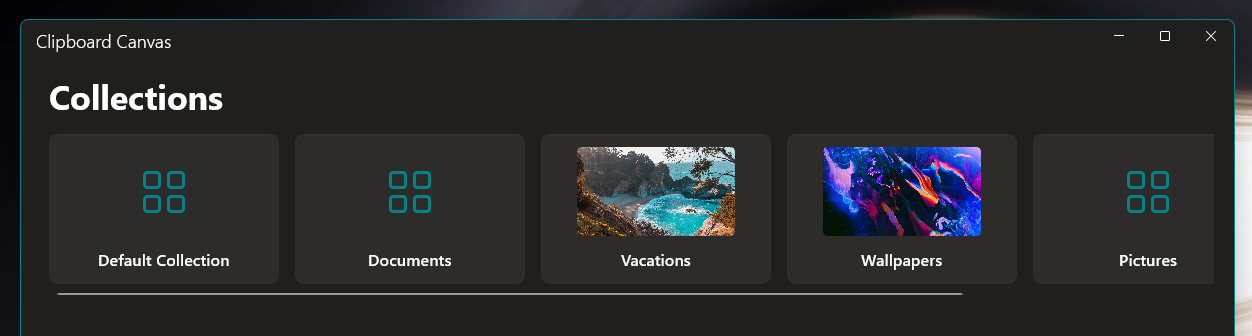 Clipboard Canvas
Collections
Default Collection
Documents
Vacations
Wallpapers
Pictures